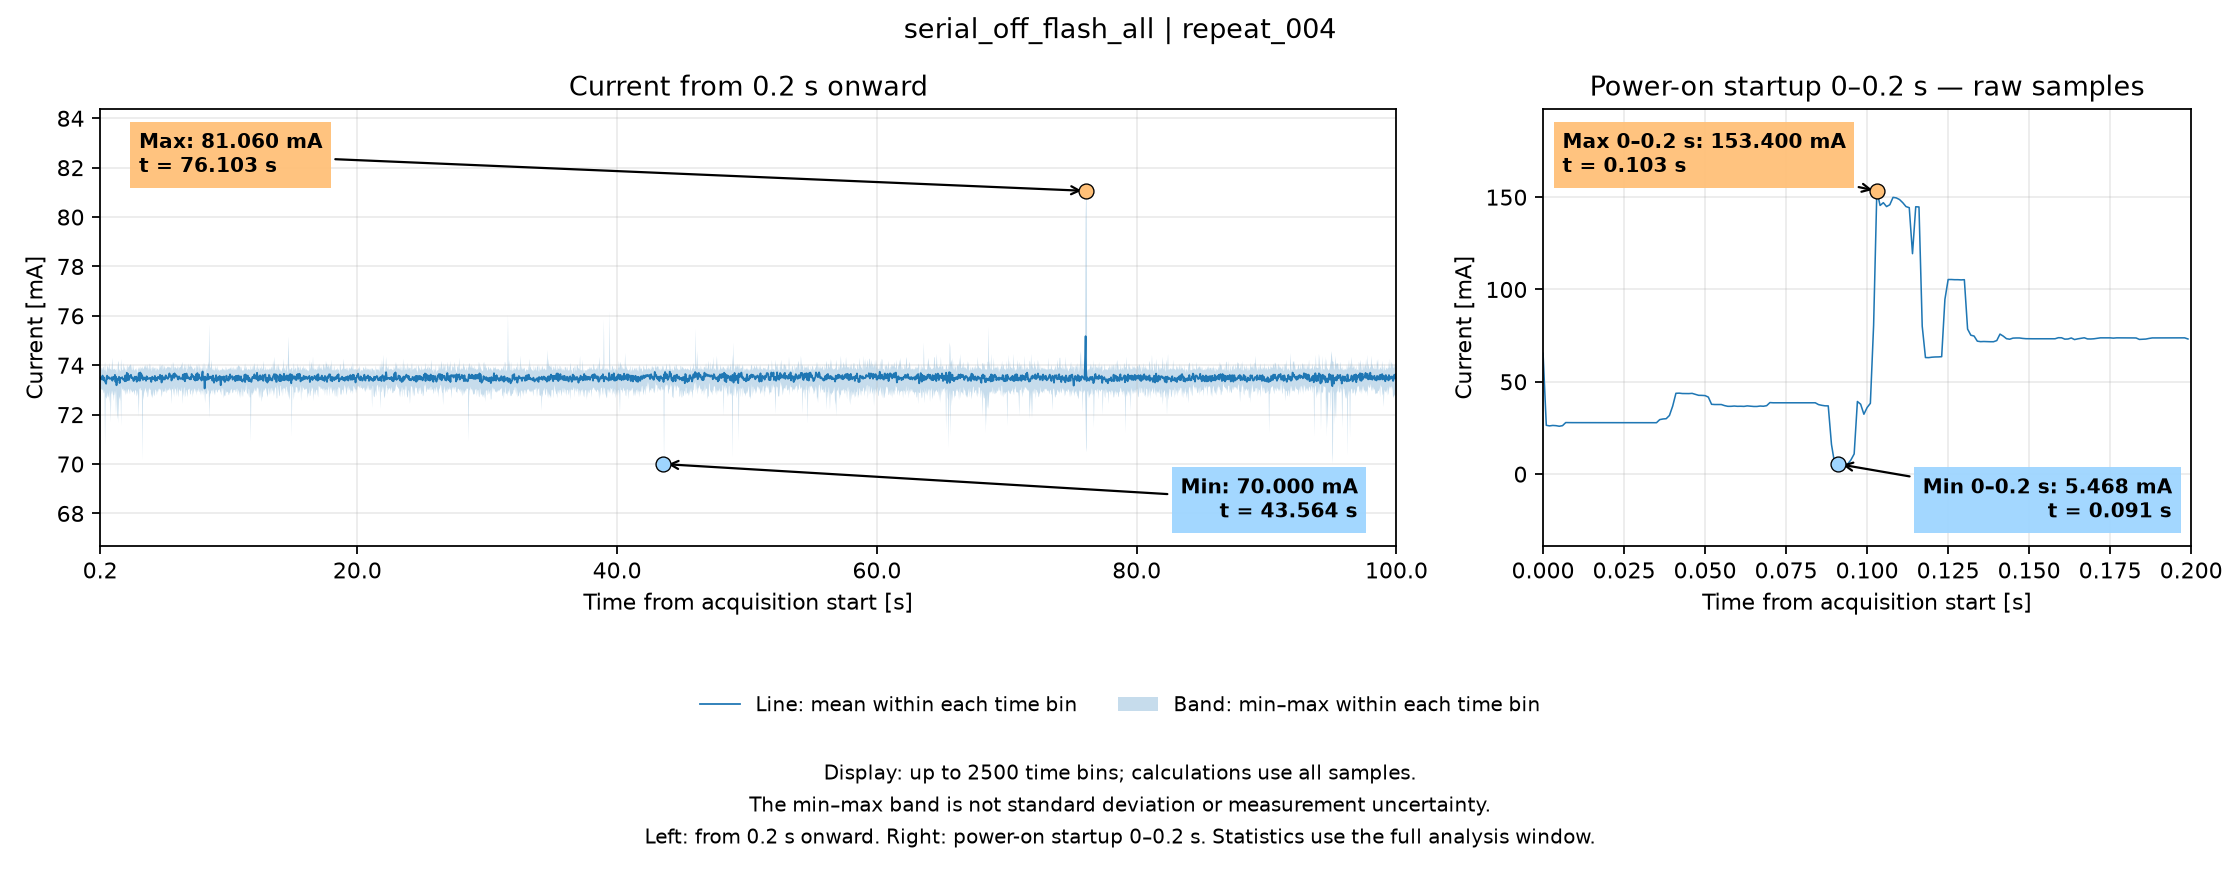 serial_off_flash_all | repeat_004
Current from 0.2 s onward
Max: 81.060 mA
t = 76.103 s
Min: 70.000 mA
t = 43.564 s
Current [mA]
84
82
80
78
76
74
72
70
68
0.2
20.0
40.0
60.0
80.0
100.0
Time from acquisition start [s]
Power-on startup 0–0.2 s — raw samples
Max 0–0.2 s: 153.400 mA
t = 0.103 s
Min 0–0.2 s: 5.468 mA
t = 0.091 s
Current [mA]
150
100
50
0
0.000
0.025
0.050
0.075
0.100
0.125
0.150
0.175
0.200
Time from acquisition start [s]
Line: mean within each time bin
Band: min–max within each time bin
Display: up to 2500 time bins; calculations use all samples.
The min–max band is not standard deviation or measurement uncertainty.
Left: from 0.2 s onward. Right: power-on startup 0–0.2 s. Statistics use the full analysis window.